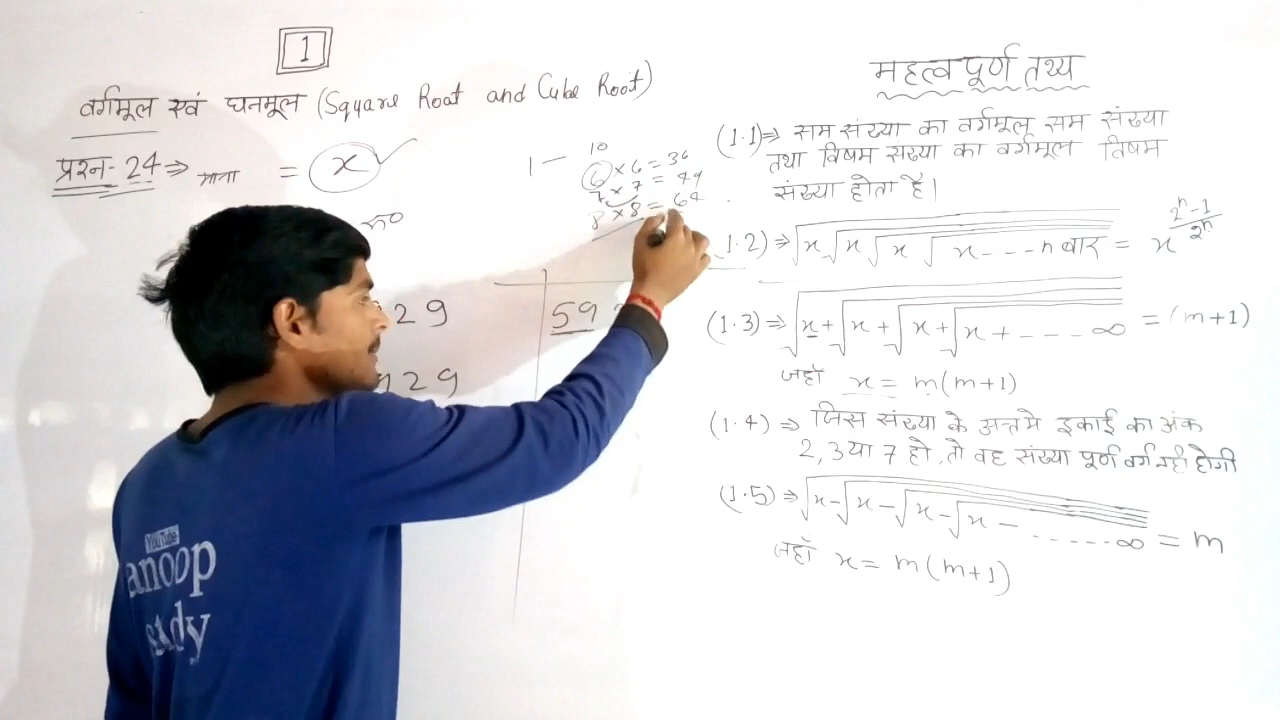 1
वर्गमूल एवं घनमूल (Square Root and Cube Root)
प्रश्न- 24 ⇒ माना = x
10
1 —
6 × 6 = 36
7 × 7 = 49
8 × 8 = 64
29
29
59
महत्वपूर्ण तथ्य
(1.1) ⇒ सम संख्या का वर्गमूल सम संख्या
तथा विषम संख्या का वर्गमूल विषम
संख्या होता है।
1.2) ⇒ √x√x√x√x---n बार = x^(2ⁿ-1/2ⁿ)
(1.3) ⇒ √x+√x+√x+√x+----∞ = (m+1)
जहाँ x = m(m+1)
(1.4) ⇒ जिस संख्या के अन्तमे इकाई का अंक
2, 3 या 7 हो, तो वह संख्या पूर्ण वर्ग नही होगी
(1.5) ⇒ √x-√x-√x-√x-......∞ = m
जहाँ x = m(m+1)
YouTube
anoop
study